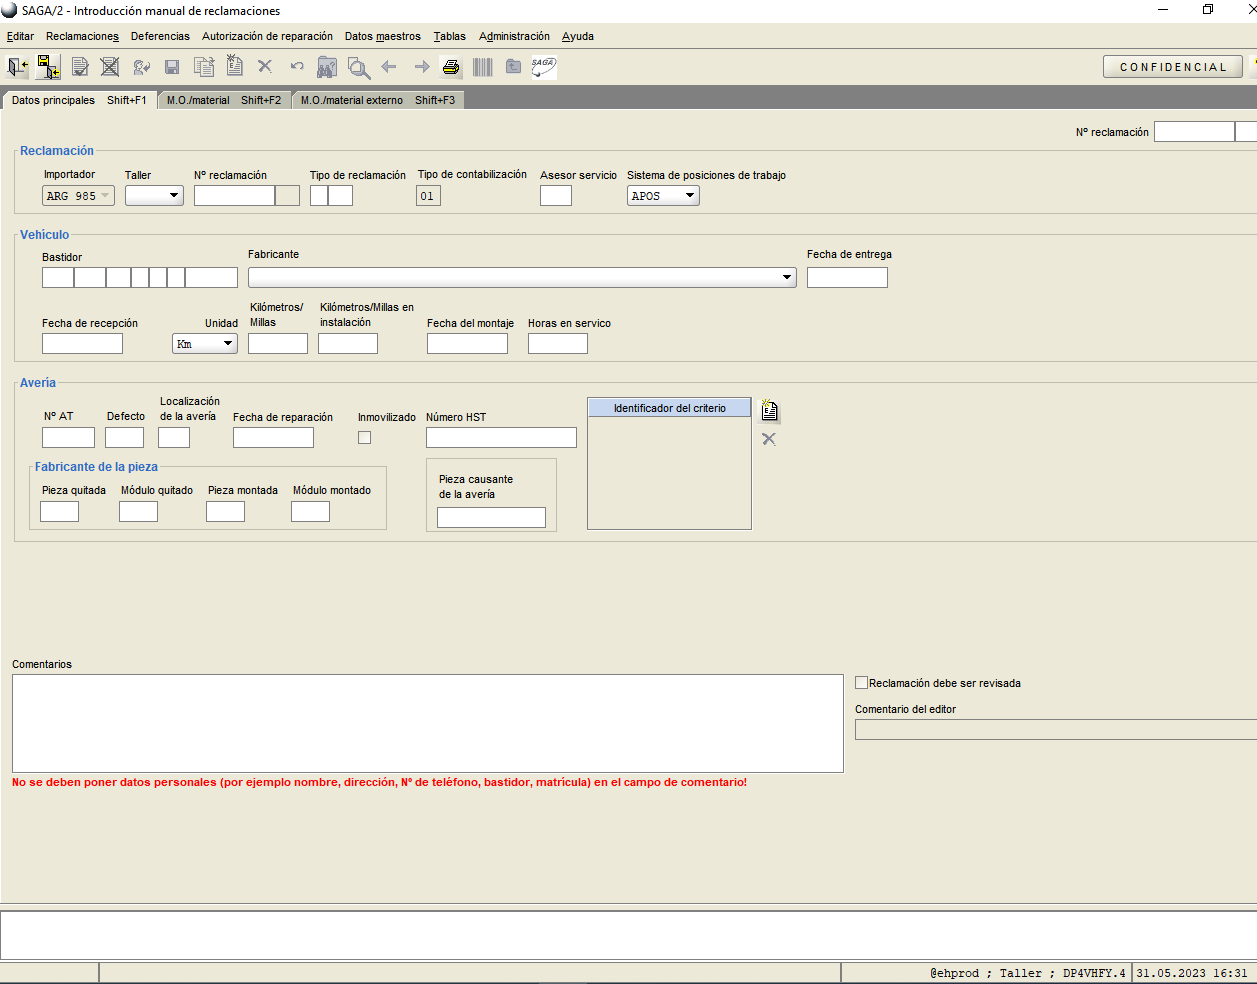 SAGA/2 - Introducción manual de reclamaciones
Editar Reclamaciones Deferencias Autorización de reparación Datos maestros Tablas Administración Ayuda
SAGA
CONFIDENCIAL
Datos principales Shift+F1 M.O./material Shift+F2 M.O./material externo Shift+F3
Nº reclamación
Reclamación
Importador Taller Nº reclamación Tipo de reclamación Tipo de contabilización Asesor servicio Sistema de posiciones de trabajo
ARG 985 01 APOS
Vehículo
Bastidor Fabricante Fecha de entrega
Kilómetros/ Kilómetros/Millas en
Fecha de recepción Unidad Millas instalación Fecha del montaje Horas en servico
Km
Avería
Localización
Nº AT Defecto de la avería Fecha de reparación Inmovilizado Número HST Identificador del criterio
Fabricante de la pieza
Pieza quitada Módulo quitado Pieza montada Módulo montado
Pieza causante
de la avería
Comentarios
Reclamación debe ser revisada
Comentario del editor
No se deben poner datos personales (por ejemplo nombre, dirección, Nº de teléfono, bastidor, matrícula) en el campo de comentario!
@ehprod ; Taller ; DP4VHFY.4 31.05.2023 16:31